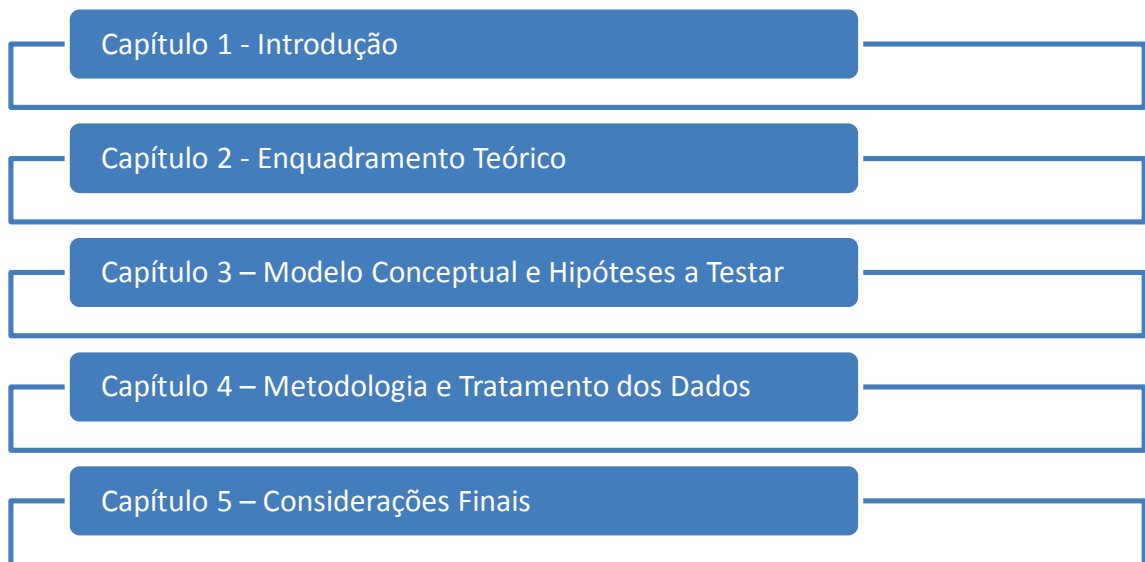 Capítulo 1 - Introdução
Capítulo 2 - Enquadramento Teórico
Capítulo 3 – Modelo Conceptual e Hipóteses a Testar
Capítulo 4 – Metodologia e Tratamento dos Dados
Capítulo 5 – Considerações Finais